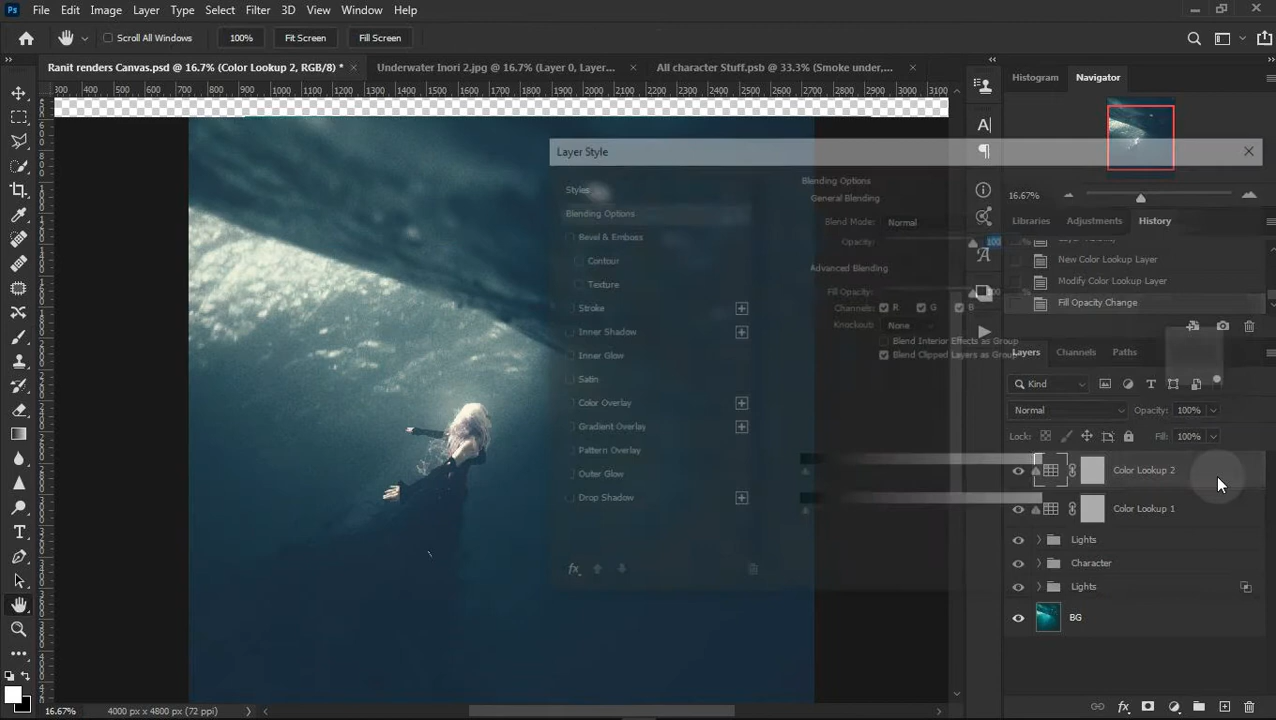 Ps File Edit Image Layer Type Select Filter 3D View Window Help
Scroll All Windows 100% Fit Screen Fill Screen
Ranit renders Canvas.psd @ 16.7% (Color Lookup 2, RGB/8) * Underwater Inori 2.jpg @ 16.7% (Layer 0, Layer... All character Stuff.psb @ 33.3% (Smoke under,...
300 900 1000 1100 1200 1300 1400 1500 1600 1700 1800 1900 2000 2100 2200 2300 2400 2500 2600 2700 2800 2900 3000 3100
Histogram Navigator
16.67%
Libraries Adjustments History
New Color Lookup Layer
Modify Color Lookup Layer
Fill Opacity Change
Layer Style
Styles
Blending Options
Bevel & Emboss
Contour
Texture
Stroke
Inner Shadow
Inner Glow
Satin
Color Overlay
Gradient Overlay
Pattern Overlay
Outer Glow
Drop Shadow
fx
Blending Options
General Blending
Blend Mode: Normal
Opacity: 100 %
Advanced Blending
Fill Opacity:
Channels: R G B
Knockout: None
Blend Interior Effects as Group
Blend Clipped Layers as Group
Layers Channels Paths
Kind
Normal Opacity: 100%
Lock: Fill: 100%
Color Lookup 2
Color Lookup 1
Lights
Character
Lights
BG
16.67% 4000 px x 4800 px (72 ppi)
fx